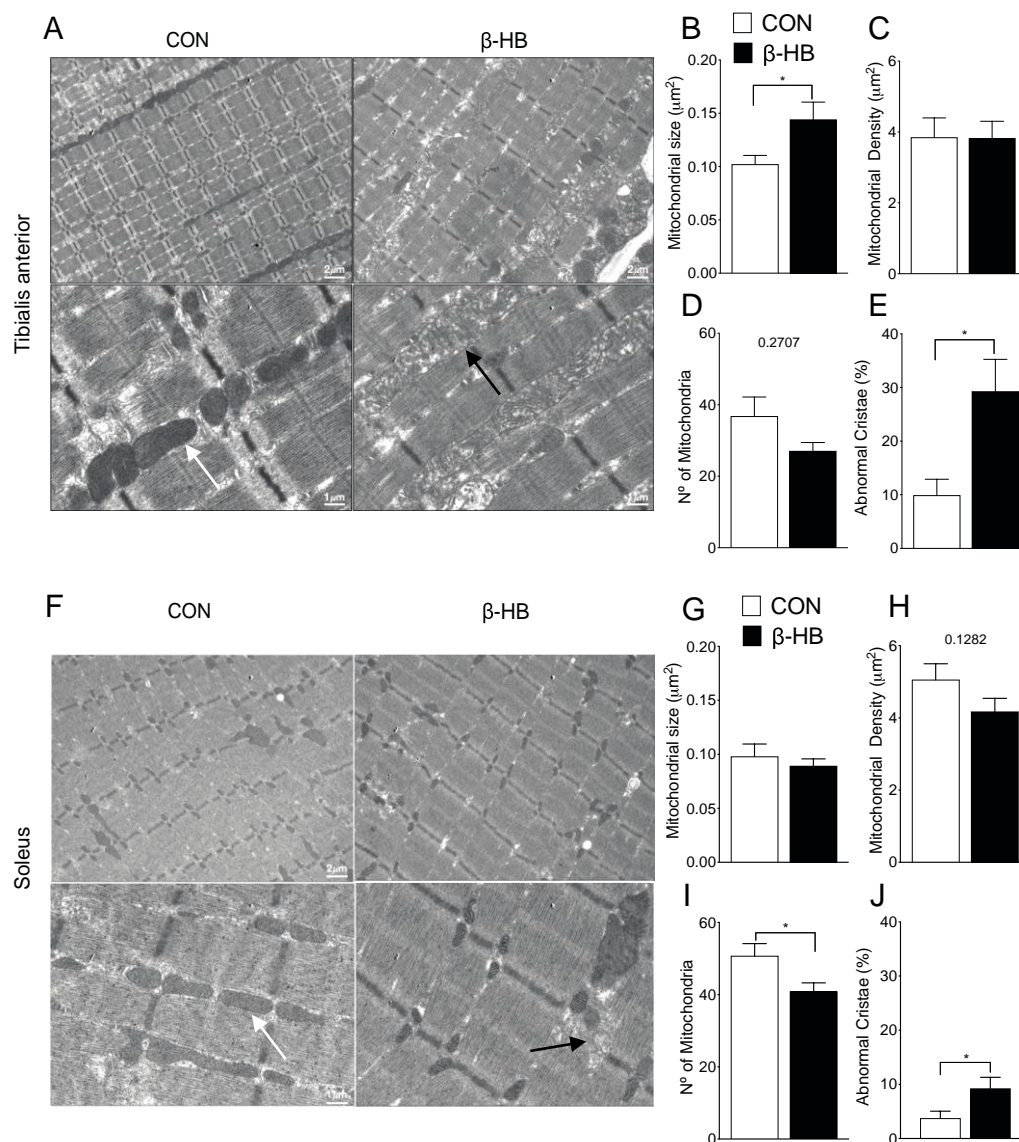 A
CON
β-HB
Tibialis anterior
2μm
2μm
1μm
1μm
B
CON
β-HB
Mitochondrial size (μm²)
0.20
0.15
0.10
0.05
0.00
*
C
Mitochondrial Density (μm²)
6
4
2
0
D
Nº of Mitochondria
60
40
20
0
0.2707
E
Abnormal Cristae (%)
40
30
20
10
0
*
F
CON
β-HB
Soleus
2μm
2μm
1μm
G
CON
β-HB
Mitochondrial size (μm²)
0.20
0.15
0.10
0.05
0.00
H
Mitochondrial Density (μm²)
6
4
2
0
0.1282
I
Nº of Mitochondria
60
40
20
0
*
J
Abnormal Cristae (%)
40
30
20
10
0
*